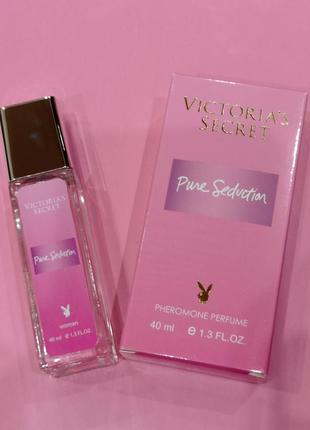 VICTORIA'S
SECRET
Pure Seduction
PHEROMONE PERFUME
40 ml e 1.3 FL.OZ.
VICTORIA'S
SECRET
Pure Seduction
woman
40 ml e 1.3 FL.OZ.